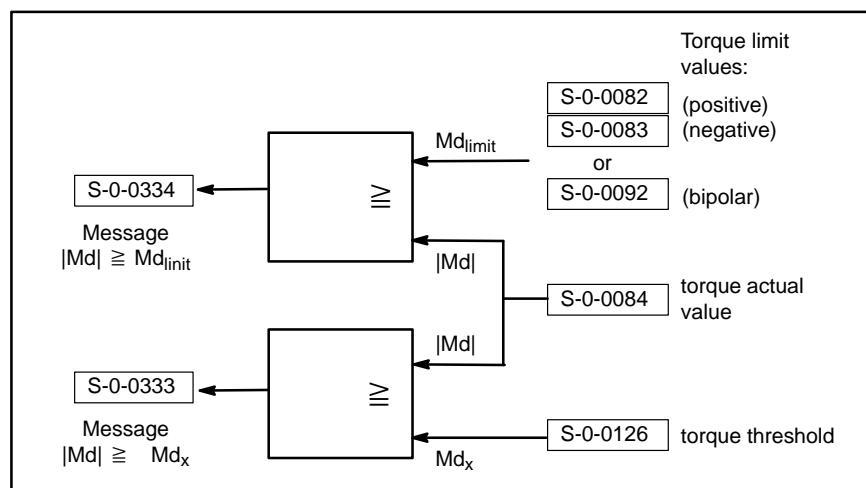 Torque limit
values:
S-0-0082 (positive)
S-0-0083 (negative)
or
S-0-0092 (bipolar)
Md_limit
≧
S-0-0334
Message
|Md| ≧ Md_linit
|Md|
S-0-0084
torque actual
value
|Md|
≧
S-0-0333
Message
|Md| ≧ Md_x
Md_x
S-0-0126 torque threshold